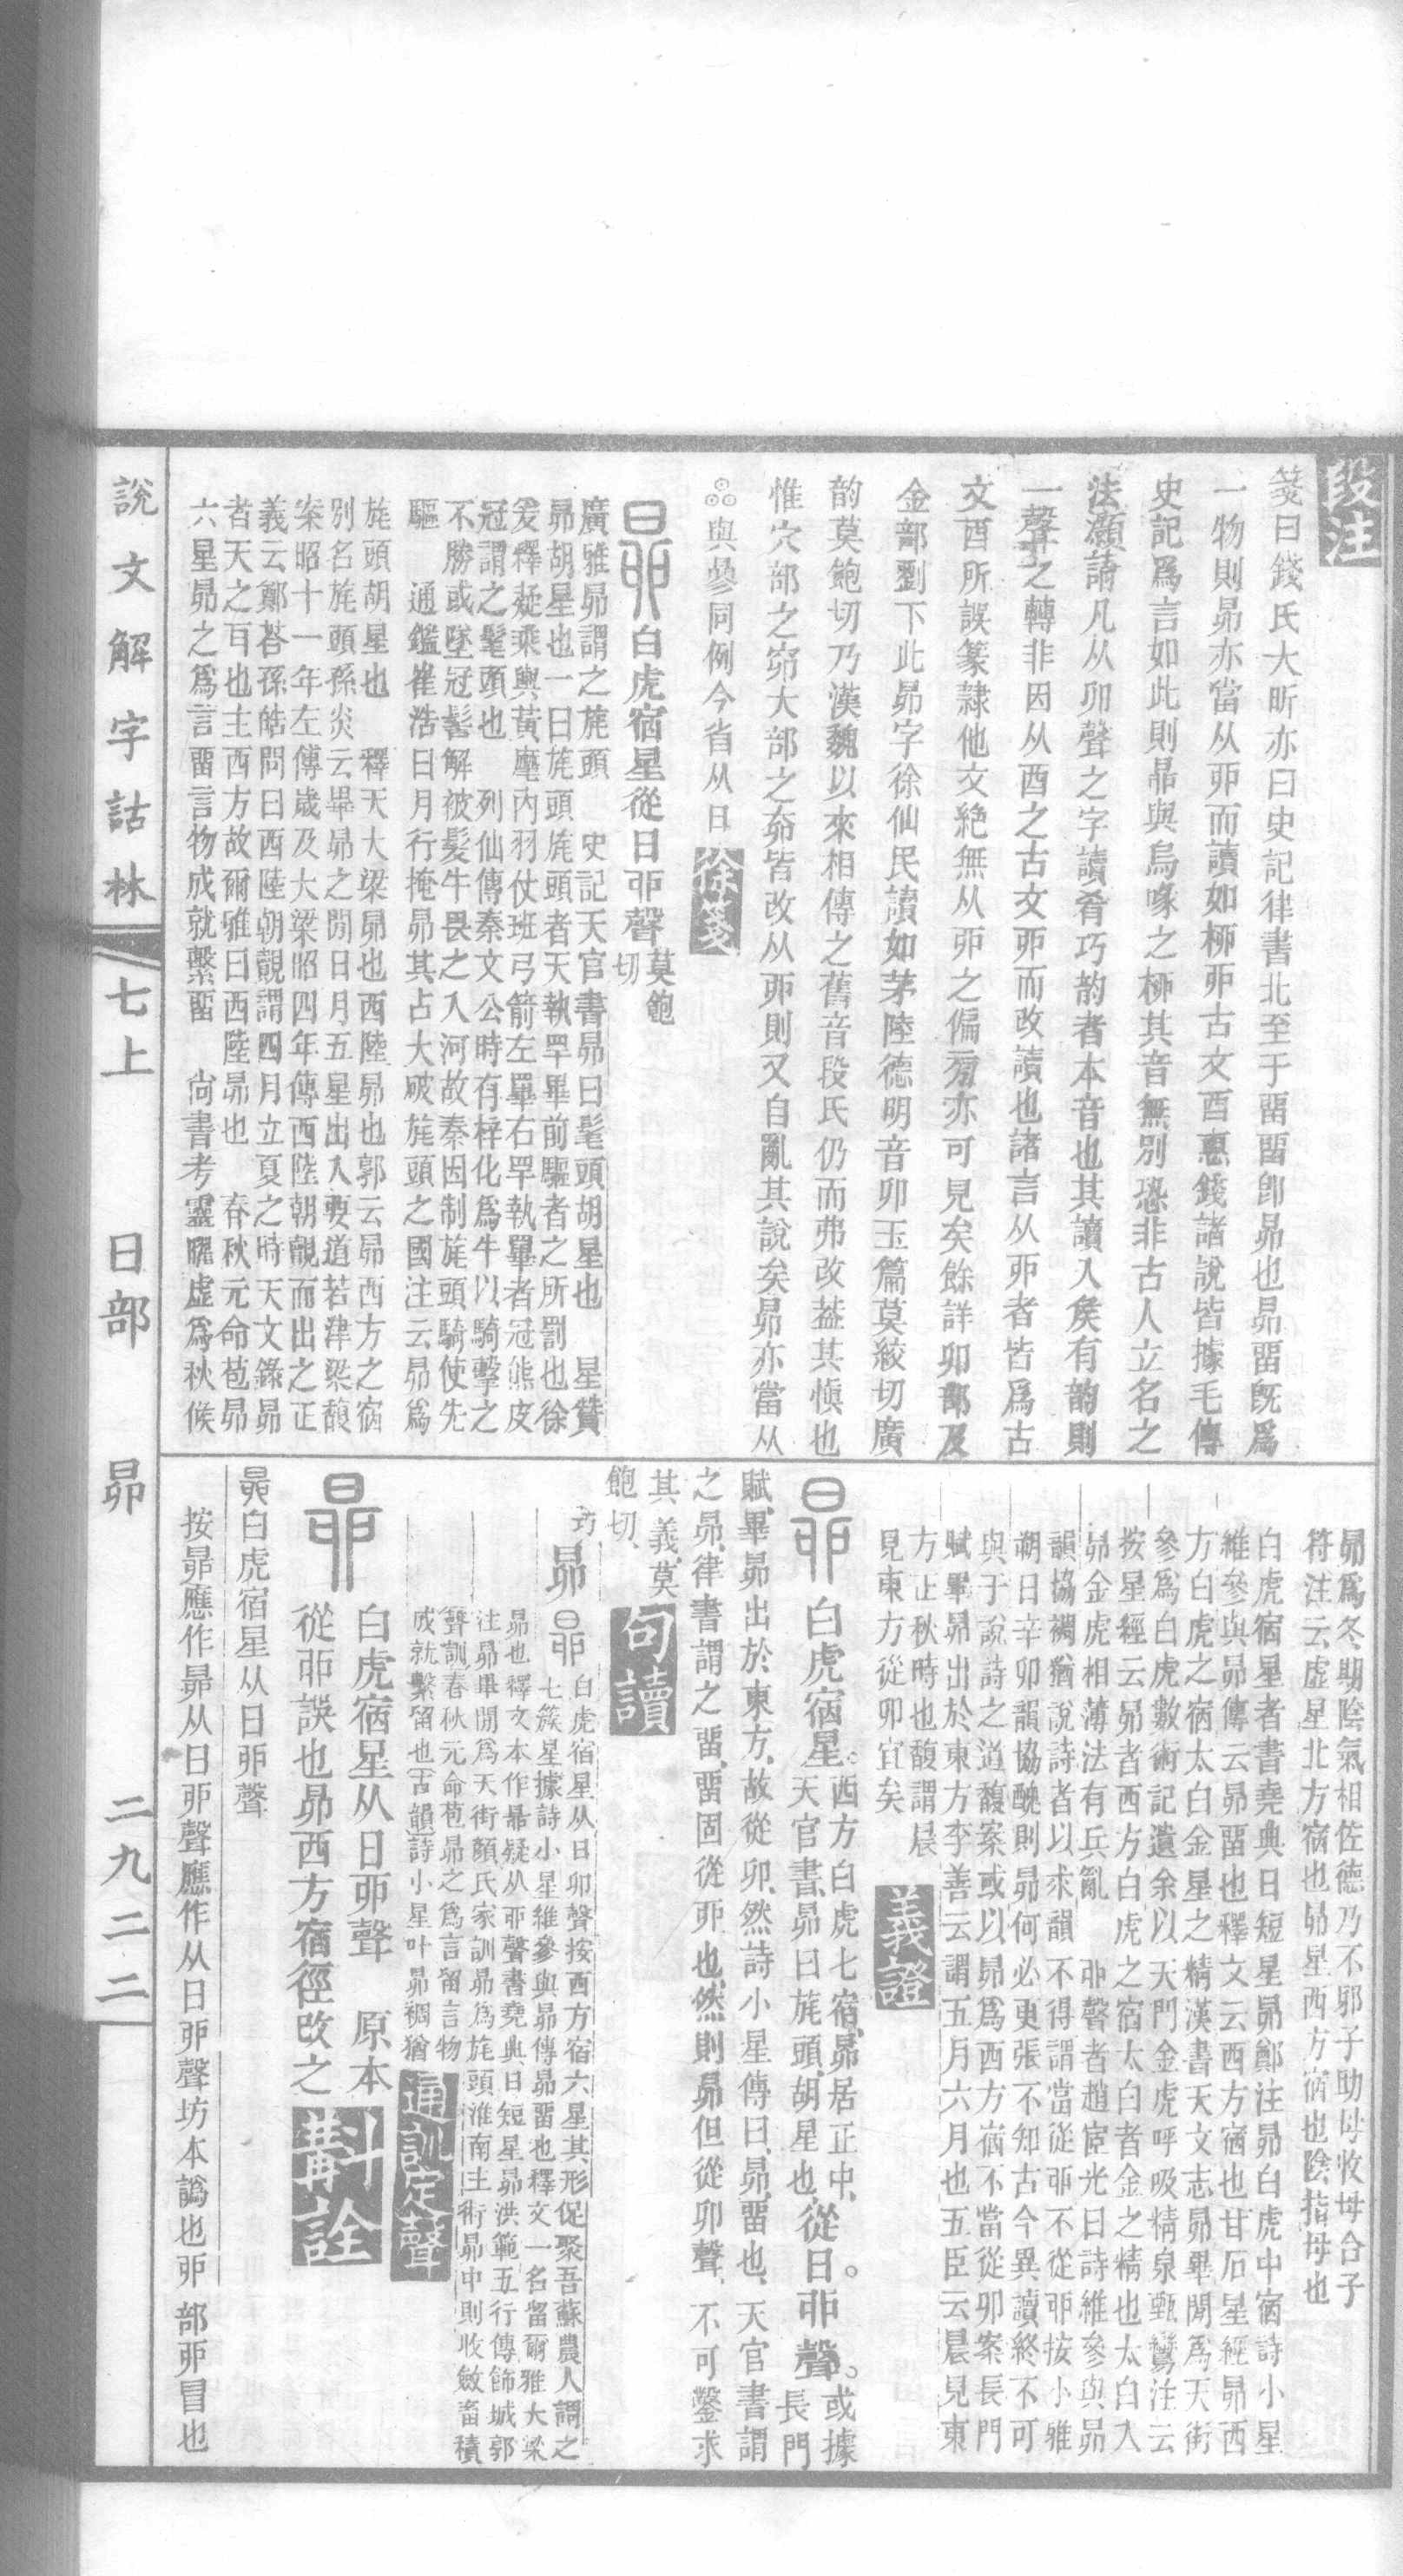 段注
箋曰錢氏大昕亦曰史記律書北至于畱畱卽昴也昴畱旣爲
一物則昴亦當从丣而讀如柳丣古文酉惠錢諸說皆據毛傳
史記爲言如此則昴與鳥喙之柳其音無別恐非古人立名之
法灝謂凡从卯聲之字讀肴巧韵者本音也其讀入矦有韵則
一聲之轉非因从酉之古文丣而改讀也諸言从丣者皆爲古
文酉所誤篆隷他文絶無从丣之偏㫄亦可見矣餘詳卯部及
金部劉下此昴字徐仙民讀如茅陸德明音卯玉篇莫絞切廣
韵莫飽切乃漢魏以來相傳之舊音段氏仍而弗改葢其愼也
惟穴部之窌大部之奅皆改从丣則又自亂其說矣昴亦當从
與曑同例今省从日
徐箋
白虎宿星從日丣聲莫飽切
廣雅昴謂之旄頭　史記天官書昴曰髦頭胡星也　星贊
昴胡星也一曰旄頭旄頭者天執罕畢前驅者之所罰也徐
爰釋疑乘輿黃麾内羽仗班弓箭左罼右罕執罼者冠熊皮
冠謂之髦頭也　列仙傳秦文公時有梓化爲牛以騎擊之
不勝或墜冠髻解被髮牛畏之入河故秦因制旄頭騎使先
驅　通鑑崔浩曰月行掩昴其占大破旄頭之國注云昴爲
旄頭胡星也　釋天大梁昴也西陸昴也郭云昴西方之宿
別名旄頭孫炎云畢昴之閒日月五星出入要道若津梁馥
案昭十一年左傳歲及大梁昭四年傳西陸朝覿而出之正
義云鄭荅孫皓問曰西陸朝覿謂四月立夏之時天文錄昴
者天之耳也主西方故爾雅曰西陸昴也　春秋元命苞昴
六星昴之爲言畱言物成就繫畱　尚書考靈曜虛爲秋候
昴爲冬期陰氣相佐德乃不邪子助母收母合子
符注云虛星北方宿也昴星西方宿也陰指母也
白虎宿星者書堯典日短星昴鄭注昴白虎中宿詩小星
維參與昴傳云昴畱也釋文云西方宿也甘石星經昴西
方白虎之宿太白金星之精漢書天文志昴畢閒爲天街
參爲白虎數術記遺余以天門金虎呼吸精泉甄鸞注云
按星經云昴者西方白虎之宿太白者金之精也太白入
昴金虎相薄法有兵亂　丣聲者趙宧光曰詩維參與昴
韻協裯猶說詩者以求韻不得謂當從丣不從丣按小雅
朔日辛卯韻協醜則昴何必更張不知古今異讀終不可
與于說詩之道馥案或以昴爲西方宿不當從卯案長門
賦畢昴出於東方李善云謂五月六月也五臣云晨見東
方正秋時也馥謂晨
見東方從卯宜矣
義證
白虎宿星。西方白虎七宿昴居正中、天官書昴曰旄頭、胡星也、從日丣聲。或據長門
賦、畢昴出於東方、故從卯、然詩小星傳曰、昴、畱也、天官書謂
之昴、律書謂之畱、畱固從丣也、然則昴但從卯聲、不可鑿求
其義、莫
飽切、
句讀
巧　昴　白虎宿星从日卯聲按西方宿六星其形促聚吾蘇農人謂之
七簇星據詩小星維參與昴傳昴畱也釋文一名留爾雅大梁
昴也釋文本作昴疑从丣聲書堯典日短星昴洪範五行傳飾城郭
注昴畢閒爲天街顏氏家訓昴爲旄頭淮南主術昴中則收斂畜積
聲訓春秋元命苞昴之爲言留言物
成就繫留也古韻詩小星叶昴裯猶
通訓定聲
白虎宿星从日丣聲　原本
從丣誤也昴西方宿徑改之
斠詮
昴白虎宿星从日丣聲
按昴應作昴从日丣聲應作从日丣聲坊本譌也丣　部丣冒也
說文解字詁林　七上　日部　昴　二九二二